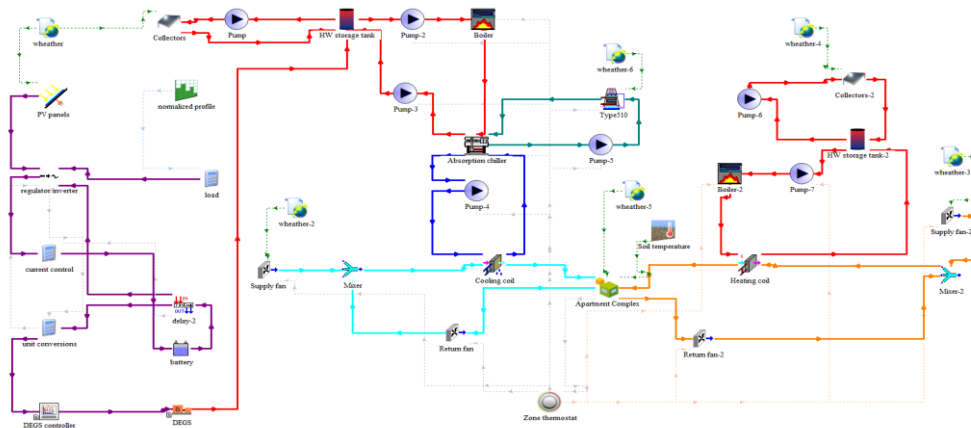 wheather
Collectors
Pump
HW storage tank
Pump-2
Boiler
wheather-4
wheather-6
Collectors-2
PV panels
normalized profile
Pump-3
Type510
Pump-6
Absorption chiller
Pump-5
HW storage tank-2
regulator inverter
load
Pump-4
Boiler-2
Pump-7
wheather-3
wheather-2
wheather-5
Soil temperature
Supply fan-2
current control
Supply fan
Mixer
Cooling coil
Apartment Complex
Heating coil
Mixer-2
delay-2
unit conversions
battery
Return fan
Return fan-2
Zone thermostat
DEGS controller
DEGS